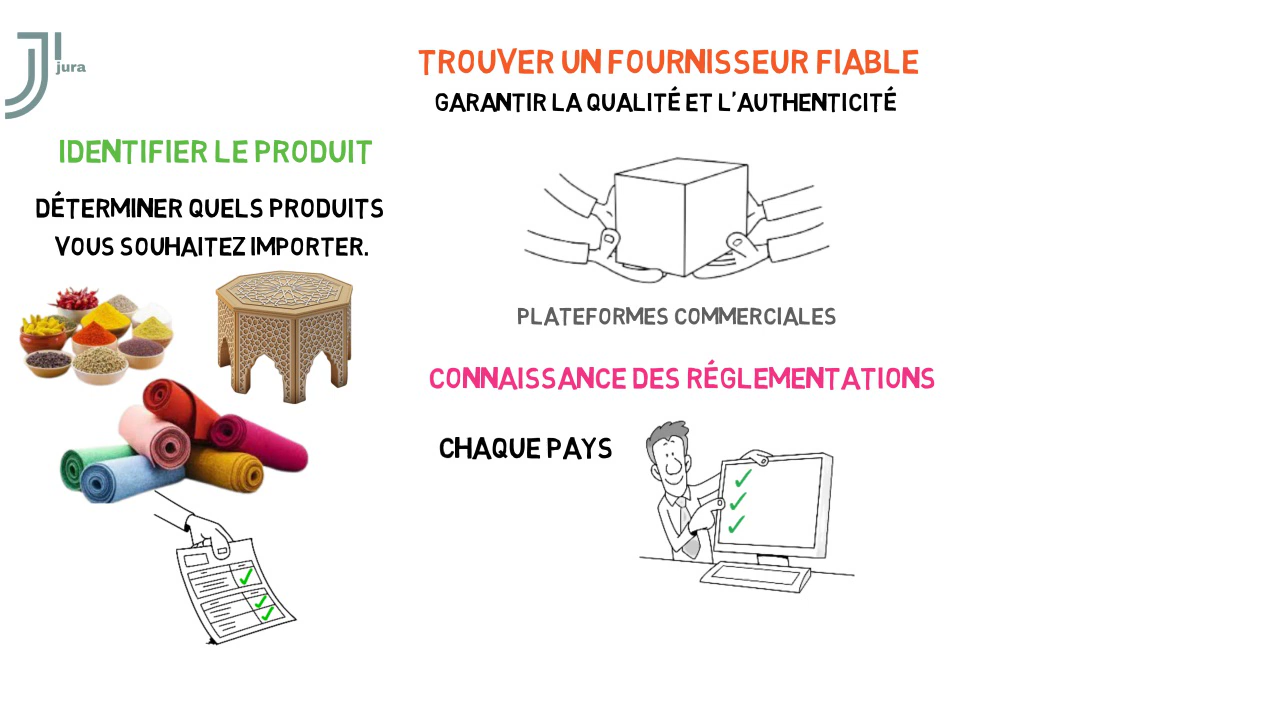 jura
IDENTIFIER LE PRODUIT
DÉTERMINER QUELS PRODUITS
VOUS SOUHAITEZ IMPORTER.
TROUVER UN FOURNISSEUR FIABLE
GARANTIR LA QUALITÉ ET L'AUTHENTICITÉ
PLATEFORMES COMMERCIALES
CONNAISSANCE DES RÉGLEMENTATIONS
CHAQUE PAYS